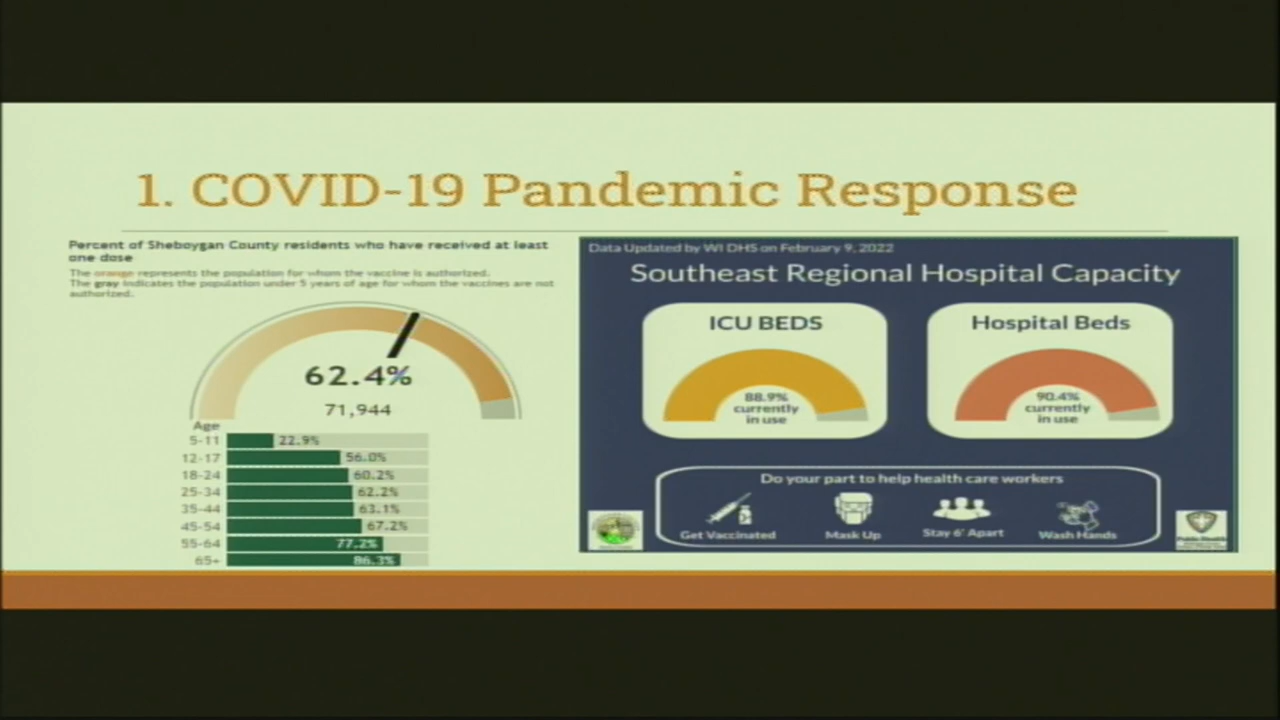 1. COVID-19 Pandemic Response
Percent of Sheboygan County residents who have received at least
one dose
The orange represents the population for whom the vaccine is authorized.
The gray indicates the population under 5 years of age for whom the vaccines are not
authorized.
62.4%
71,944
Age
5-11 22.9%
12-17 56.0%
18-24 60.2%
25-34 62.2%
35-44 63.1%
45-54 67.2%
55-64 77.2%
65+ 86.3%
Data Updated by WI DHS on February 9, 2022
Southeast Regional Hospital Capacity
ICU BEDS
88.9%
currently
in use
Hospital Beds
90.4%
currently
in use
Do your part to help health care workers
Get Vaccinated
Mask Up
Stay 6' Apart
Wash Hands
Public Health